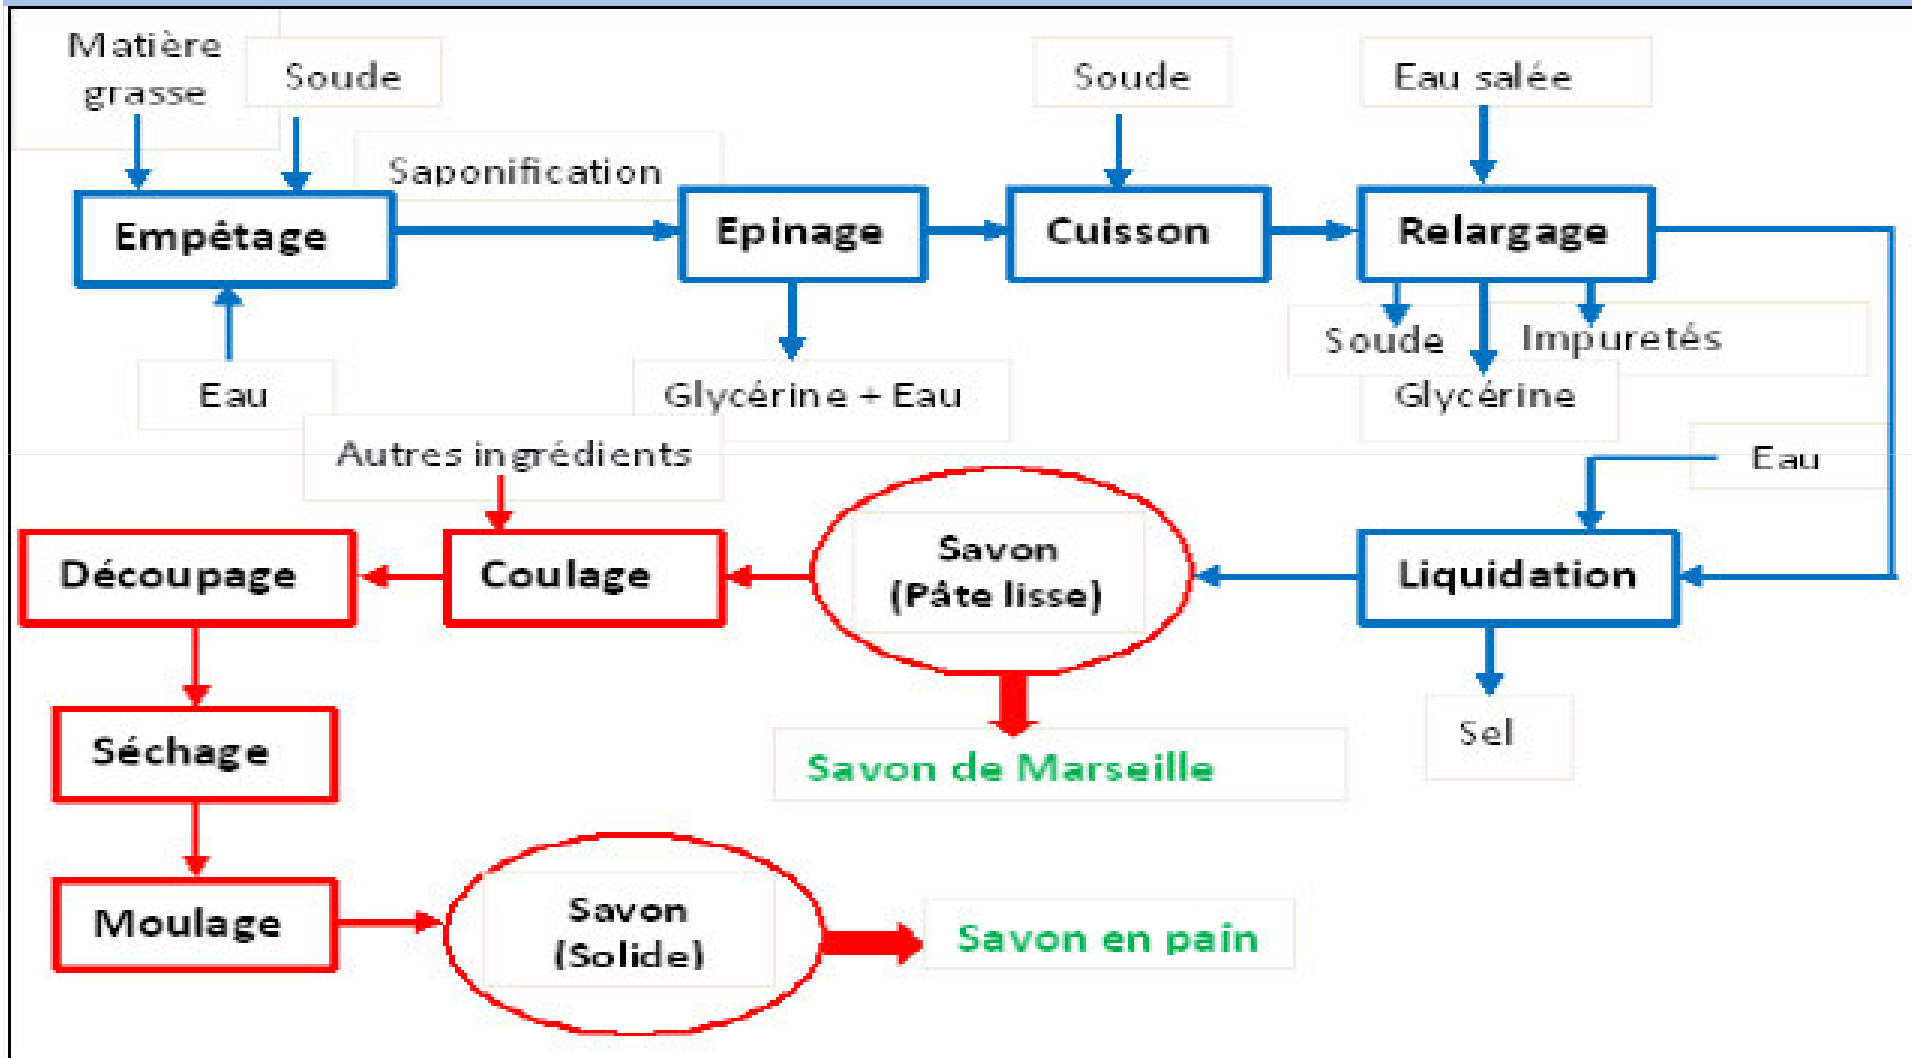 Matière
grasse
Soude
Soude
Eau salée
Saponification
Empêtage
Epinage
Cuisson
Relargage
Soude
Impuretés
Eau
Glycérine + Eau
Glycérine
Autres ingrédients
Eau
Découpage
Coulage
Savon
(Pâte lisse)
Liquidation
Séchage
Savon de Marseille
Sel
Moulage
Savon
(Solide)
Savon en pain